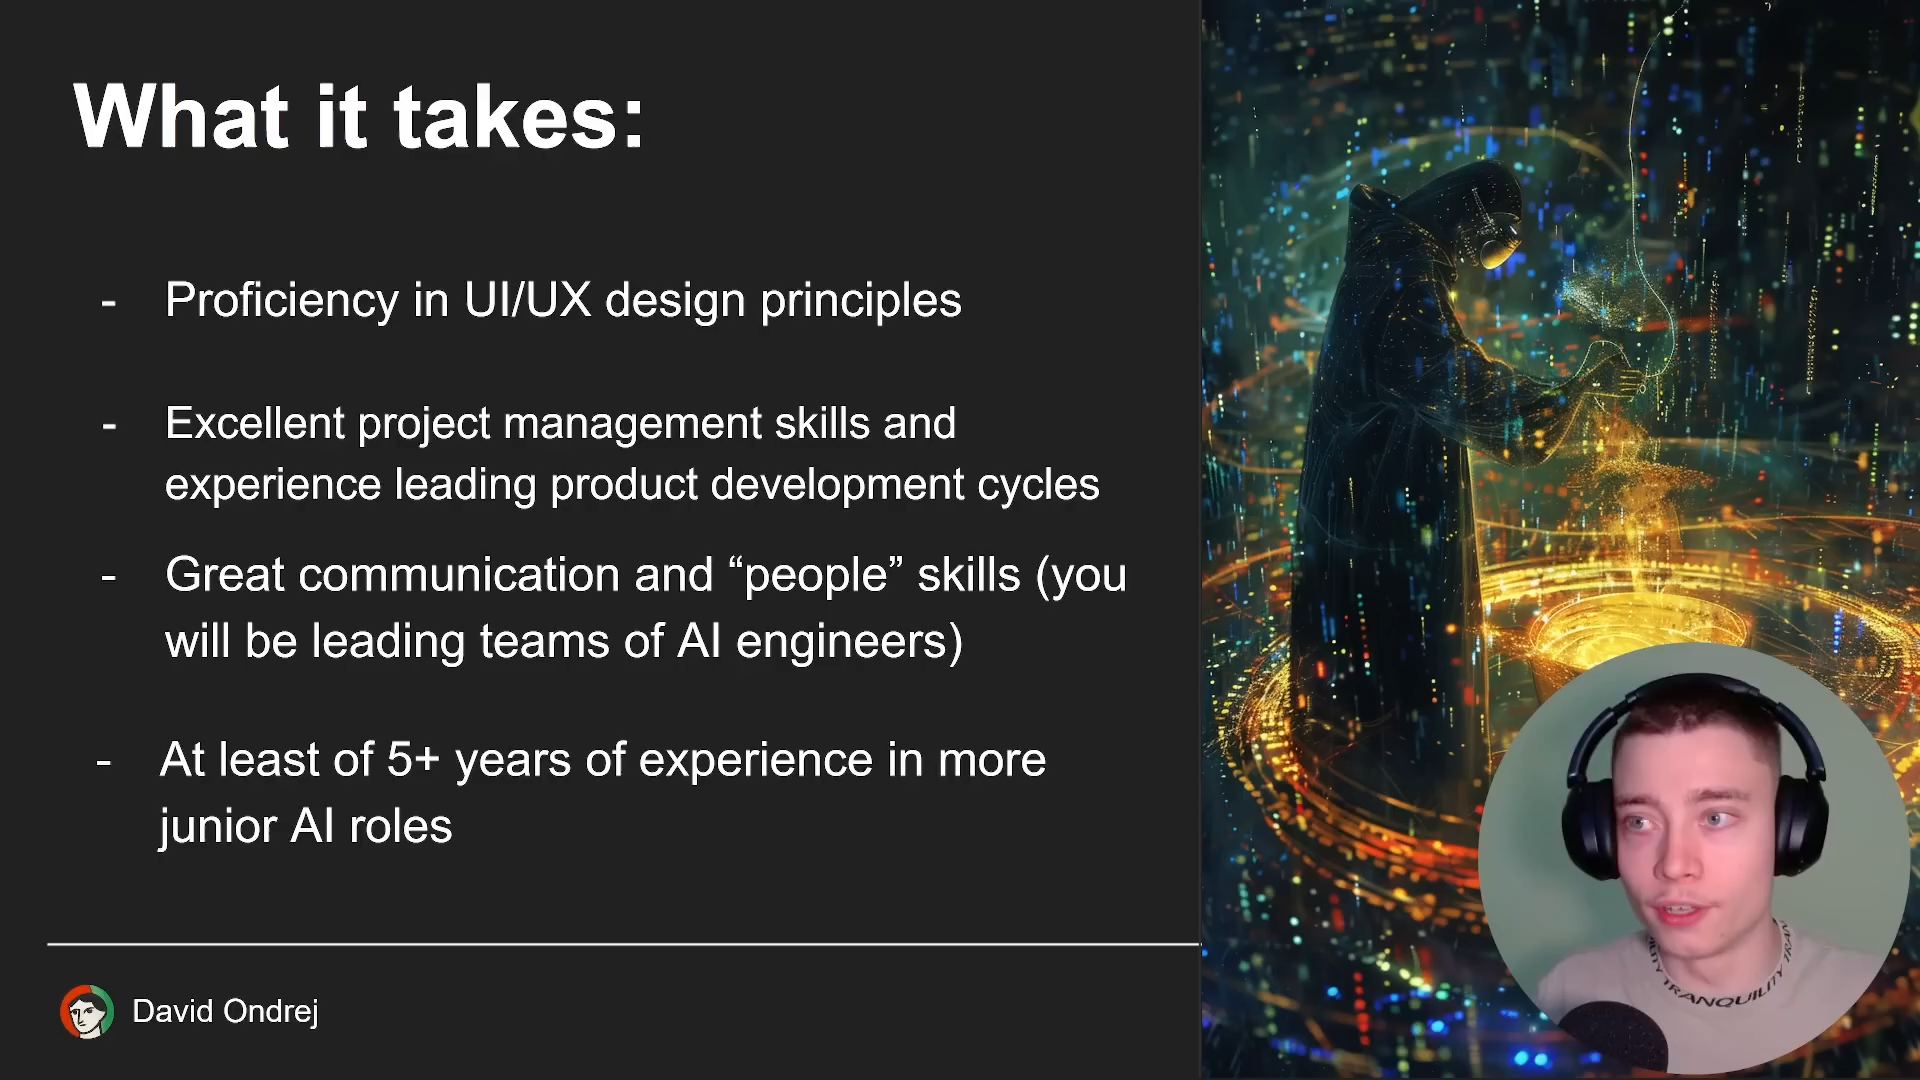 What it takes:
- Proficiency in UI/UX design principles
- Excellent project management skills and
experience leading product development cycles
- Great communication and “people” skills (you
will be leading teams of AI engineers)
- At least of 5+ years of experience in more
junior AI roles
David Ondrej
TRANQUILITY TRAN